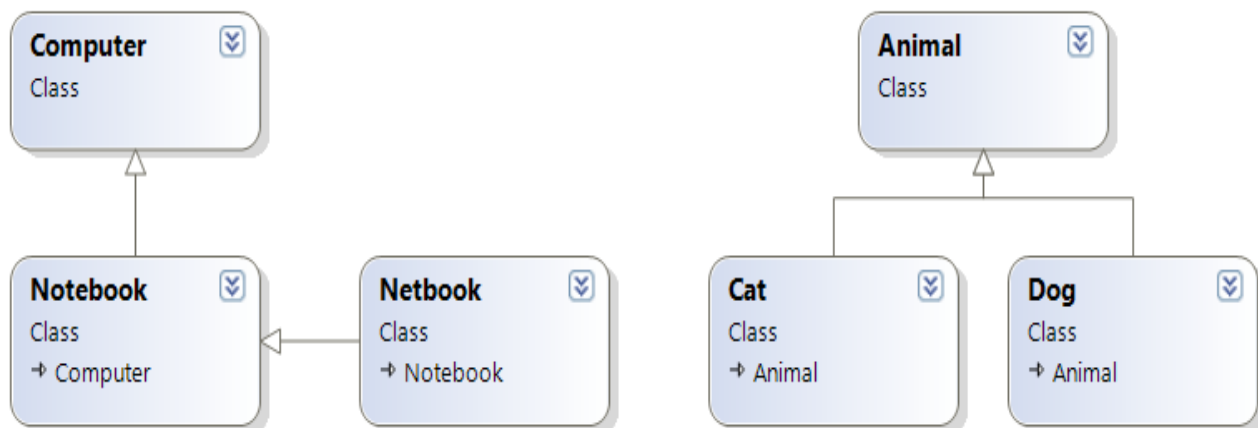 Computer
Class
Animal
Class
Notebook
Class
→ Computer
Netbook
Class
→ Notebook
Cat
Class
→ Animal
Dog
Class
→ Animal